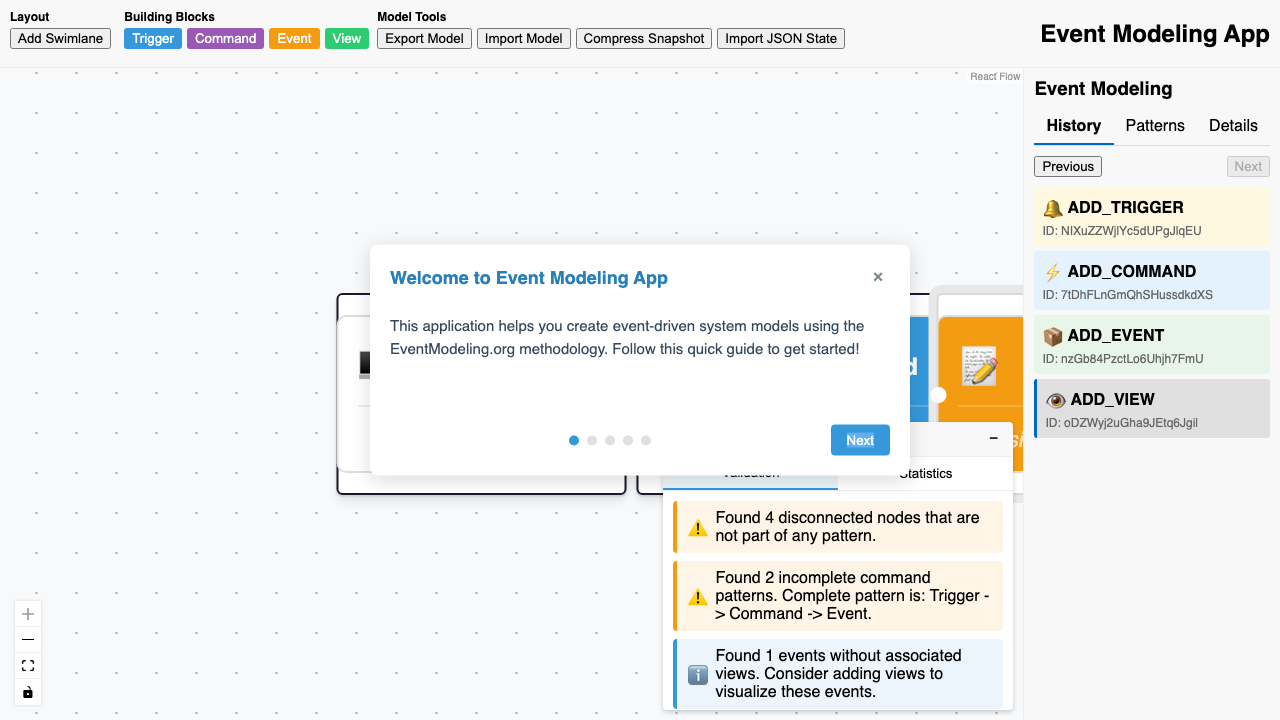 Layout
Add Swimlane
Building Blocks
Trigger Command Event View
Model Tools
Export Model Import Model Compress Snapshot Import JSON State
Event Modeling App
React Flow
Event Modeling
History Patterns Details
Previous Next
ADD_TRIGGER
ID: NIXuZZWjlYc5dUPgJlqEU
ADD_COMMAND
ID: 7tDhFLnGmQhSHussdkdXS
ADD_EVENT
ID: nzGb84PzctLo6Uhjh7FmU
ADD_VIEW
ID: oDZWyj2uGha9JEtq6Jgil
Welcome to Event Modeling App ×
This application helps you create event-driven system models using the
EventModeling.org methodology. Follow this quick guide to get started!
Next
Validation Statistics
Found 4 disconnected nodes that are
not part of any pattern.
Found 2 incomplete command
patterns. Complete pattern is: Trigger -
> Command -> Event.
Found 1 events without associated
views. Consider adding views to
visualize these events.